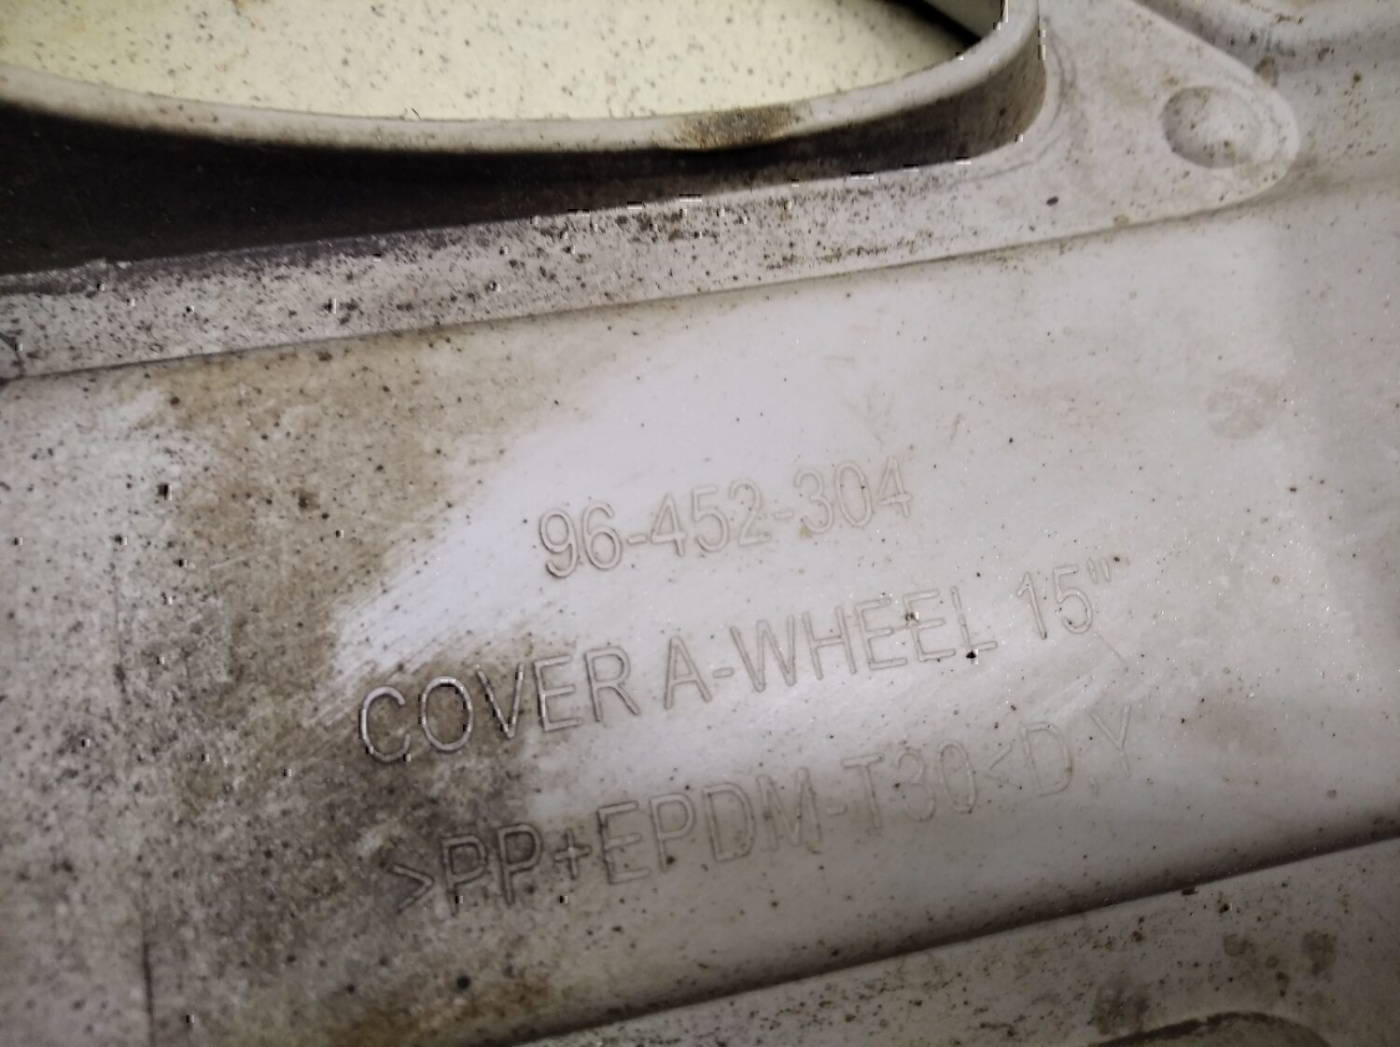 96-452-304
COVER A-WHEEL 15"
>PP+EPDM-T30<D.Y